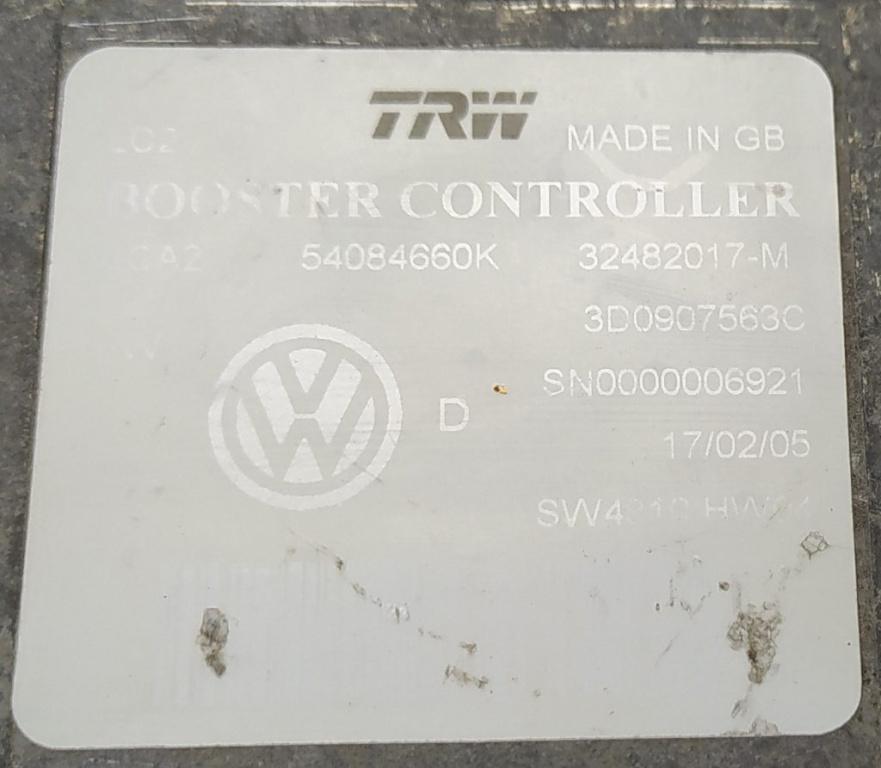 TRW
MADE IN GB
BOOSTER CONTROLLER
54084660K 32482017-M
3D0907563C
D
SN0000006921
17/02/05